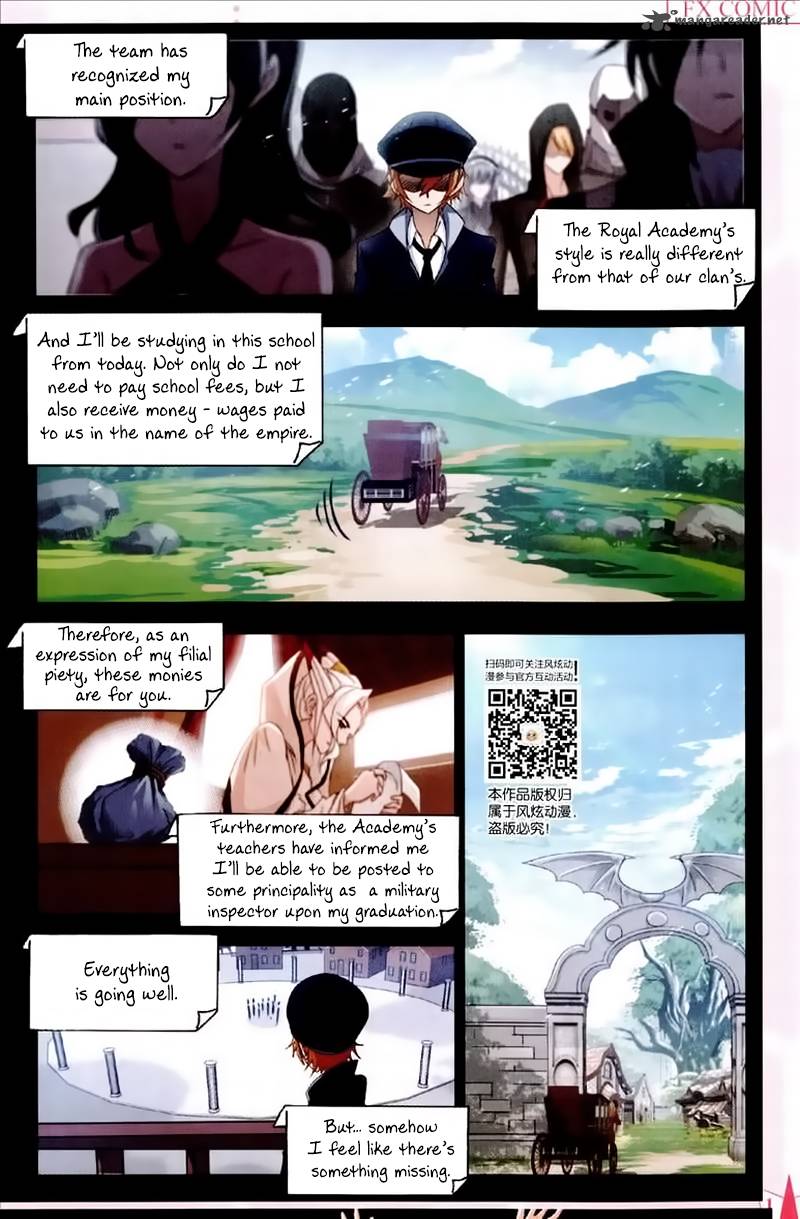 FX COMIC
mangareader.net
The team has
recognized my
main position.
The Royal Academy's
style is really different
from that of our clan's.
And I'll be studying in this school
from today. Not only do I not
need to pay school fees, but I
also receive money - wages paid
to us in the name of the empire.
Therefore, as an
expression of my filial
piety, these monies
are for you.
Furthermore, the Academy's
teachers have informed me
I'll be able to be posted to
some principality as a military
inspector upon my graduation.
扫码即可关注风炫动
漫参与官方互动活动!
本作品版权归
属于风炫动漫,
盗版必究!
Everything
is going well.
But... somehow
I feel like there's
something missing.
1